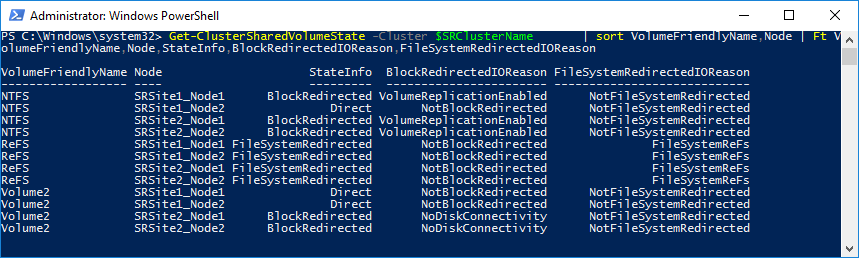 Administrator: Windows PowerShell
PS C:\Windows\system32> Get-ClusterSharedVolumeState -Cluster $SRClusterName | sort VolumeFriendlyName,Node | Ft V
olumeFriendlyName,Node,StateInfo,BlockRedirectedIOReason,FileSystemRedirectedIOReason
VolumeFriendlyName Node StateInfo BlockRedirectedIOReason FileSystemRedirectedIOReason
------------------ ---- --------- ----------------------- ----------------------------
NTFS SRSite1_Node1 BlockRedirected VolumeReplicationEnabled NotFileSystemRedirected
NTFS SRSite1_Node2 Direct NotBlockRedirected NotFileSystemRedirected
NTFS SRSite2_Node1 BlockRedirected VolumeReplicationEnabled NotFileSystemRedirected
NTFS SRSite2_Node2 BlockRedirected VolumeReplicationEnabled NotFileSystemRedirected
ReFS SRSite1_Node1 FileSystemRedirected NotBlockRedirected FileSystemReFs
ReFS SRSite1_Node2 FileSystemRedirected NotBlockRedirected FileSystemReFs
ReFS SRSite2_Node1 FileSystemRedirected NotBlockRedirected FileSystemReFs
ReFS SRSite2_Node2 FileSystemRedirected NotBlockRedirected FileSystemReFs
Volume2 SRSite1_Node1 Direct NotBlockRedirected NotFileSystemRedirected
Volume2 SRSite1_Node2 Direct NotBlockRedirected NotFileSystemRedirected
Volume2 SRSite2_Node1 BlockRedirected NoDiskConnectivity NotFileSystemRedirected
Volume2 SRSite2_Node2 BlockRedirected NoDiskConnectivity NotFileSystemRedirected